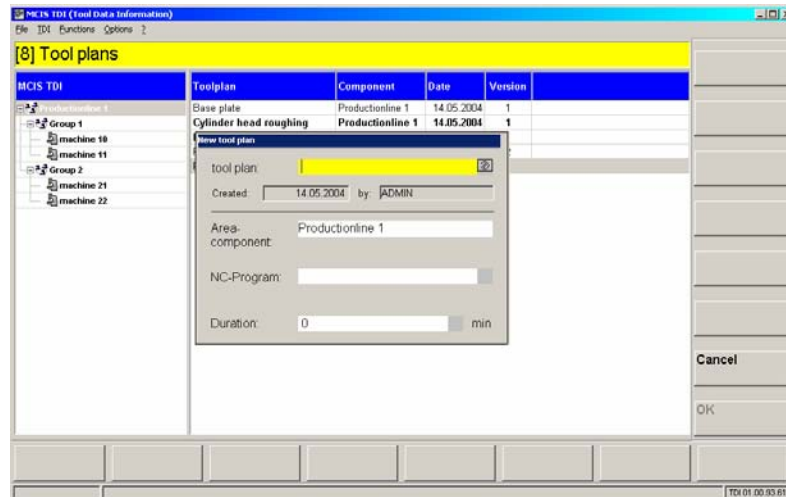 MCIS TDI (Tool Data Information)
File TDI Functions Options ?
[8] Tool plans
MCIS TDI
Toolplan Component Date Version
Productionline 1
Base plate Productionline 1 14.05.2004 1
Group 1
Cylinder head roughing Productionline 1 14.05.2004 1
machine 10
machine 11
Group 2
machine 21
machine 22
New tool plan
tool plan:
Created: 14.05.2004 by: ADMIN
Area-
component:
Productionline 1
NC-Program:
Duration: 0 min
Cancel
OK
TDI 01.00.93.61